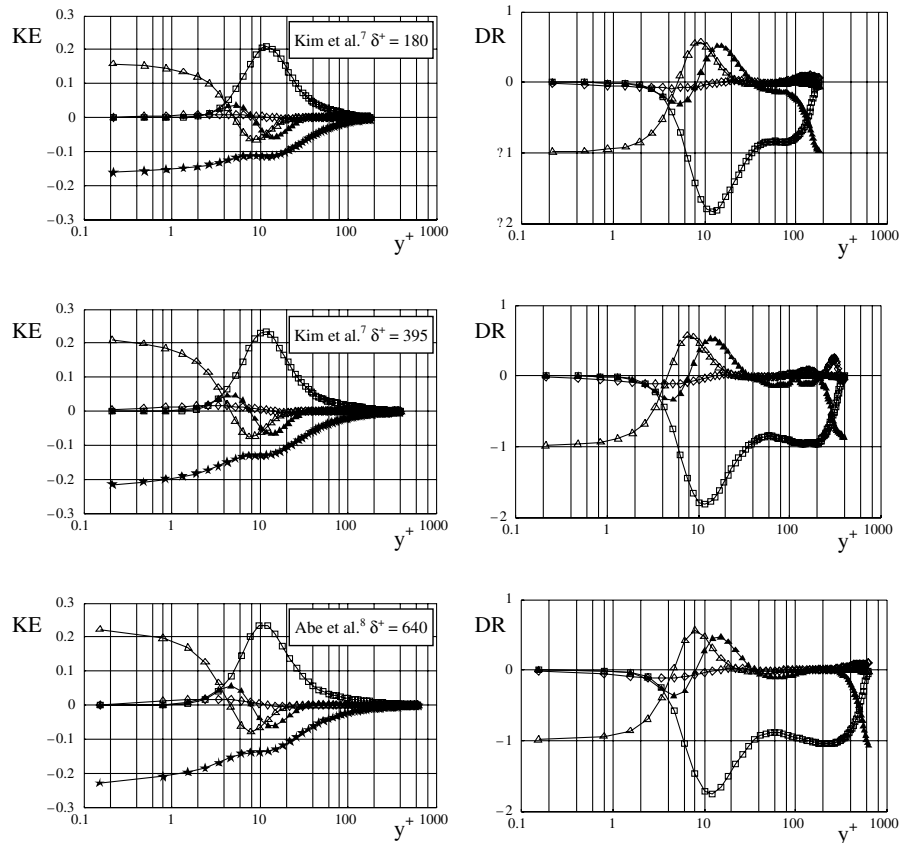 KE
0.3
0.2
0.1
0
−0.1
−0.2
−0.3
0.1 1 10 100 1000
y+
Kim et al.7 δ+ = 180
DR
1
0
?1
?2
0.1 1 10 100 1000
y+
KE
0.3
0.2
0.1
0
−0.1
−0.2
−0.3
0.1 1 10 100 1000
y+
Kim et al.7 δ+ = 395
DR
1
0
−1
−2
0.1 1 10 100 1000
y+
KE
0.3
0.2
0.1
0
−0.1
−0.2
−0.3
0.1 1 10 100 1000
y+
Abe et al.8 δ+ = 640
DR
1
0
−1
−2
0.1 1 10 100 1000
y+